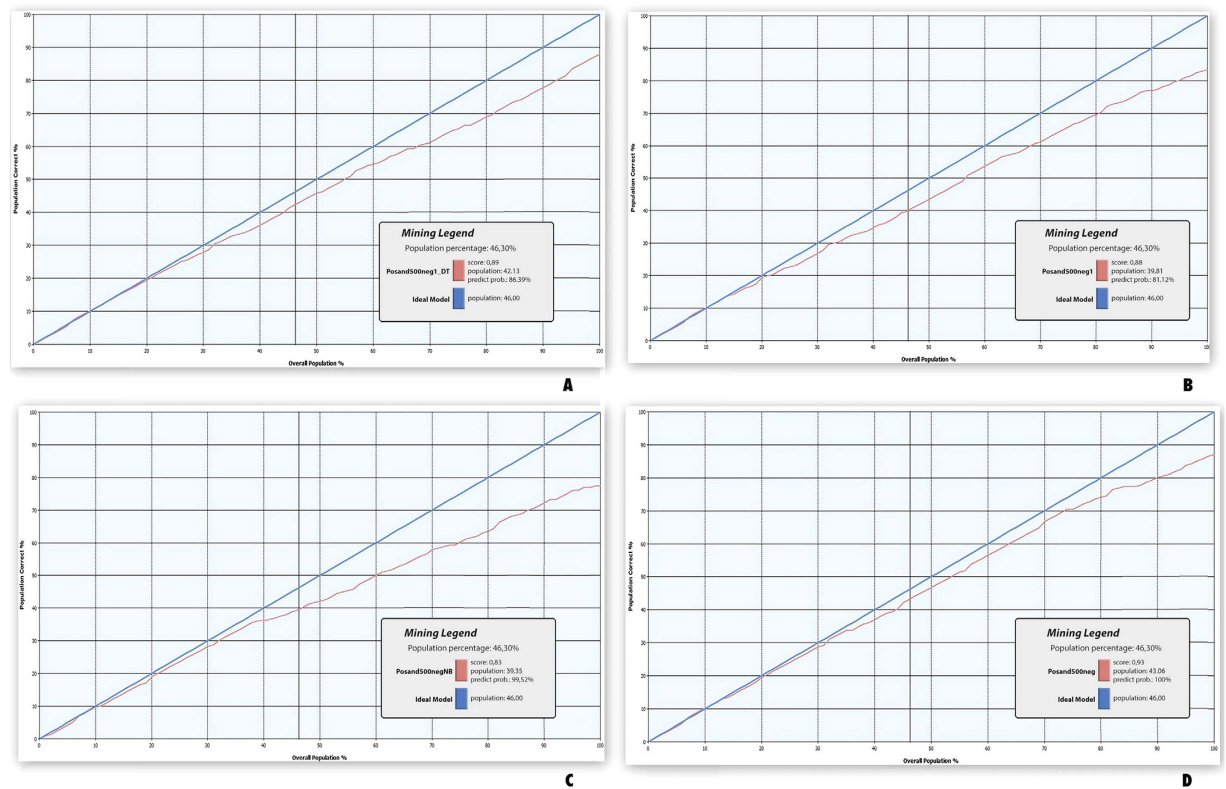 100
90
80
70
60
50
40
30
20
10
0
Population Correct %
Mining Legend
Population percentage: 46,30%
Posand500neg1_DT
score: 0,89
population: 42.13
predict prob.: 86.39%
Ideal Model
population: 46,00
0 10 20 30 40 50 60 70 80 90 100
Overall Population %
A
100
90
80
70
60
50
40
30
20
10
0
Population Correct %
Mining Legend
Population percentage: 46,30%
Posand500neg1
score: 0,88
population: 39,81
predict prob.: 81,12%
Ideal Model
population: 46,00
0 10 20 30 40 50 60 70 80 90 100
Overall Population %
B
100
90
80
70
60
50
40
30
20
10
0
Population Correct %
Mining Legend
Population percentage: 46,30%
Posand500negNB
score: 0,83
population: 39,35
predict prob.: 99,52%
Ideal Model
population: 46,00
0 10 20 30 40 50 60 70 80 90 100
Overall Population %
C
100
90
80
70
60
50
40
30
20
10
0
Population Correct %
Mining Legend
Population percentage: 46,30%
Posand500neg
score: 0,93
population: 43.06
predict prob.: 100%
Ideal Model
population: 46,00
0 10 20 30 40 50 60 70 80 90 100
Overall Population %
D